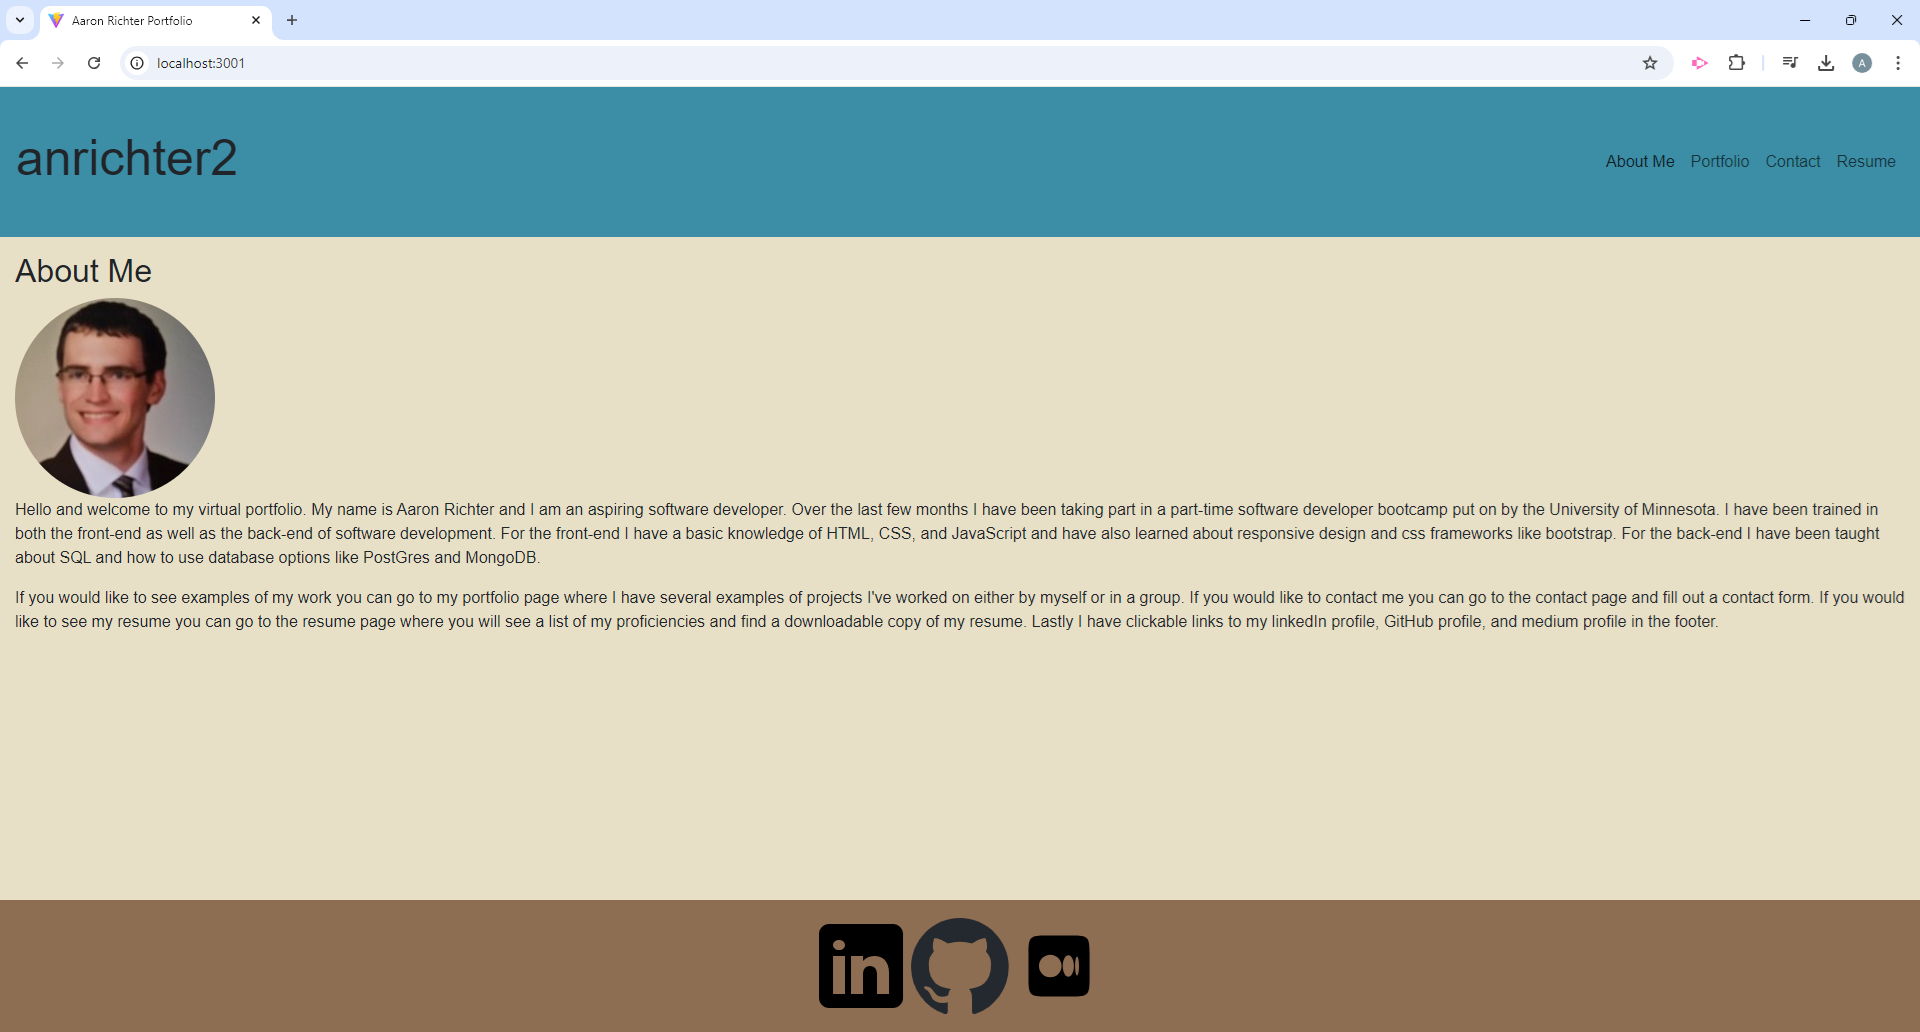 Aaron Richter Portfolio
localhost:3001
A
anrichter2
About Me Portfolio Contact Resume
About Me
Hello and welcome to my virtual portfolio. My name is Aaron Richter and I am an aspiring software developer. Over the last few months I have been taking part in a part-time software developer bootcamp put on by the University of Minnesota. I have been trained in
both the front-end as well as the back-end of software development. For the front-end I have a basic knowledge of HTML, CSS, and JavaScript and have also learned about responsive design and css frameworks like bootstrap. For the back-end I have been taught
about SQL and how to use database options like PostGres and MongoDB.
If you would like to see examples of my work you can go to my portfolio page where I have several examples of projects I've worked on either by myself or in a group. If you would like to contact me you can go to the contact page and fill out a contact form. If you would
like to see my resume you can go to the resume page where you will see a list of my proficiencies and find a downloadable copy of my resume. Lastly I have clickable links to my linkedIn profile, GitHub profile, and medium profile in the footer.
in